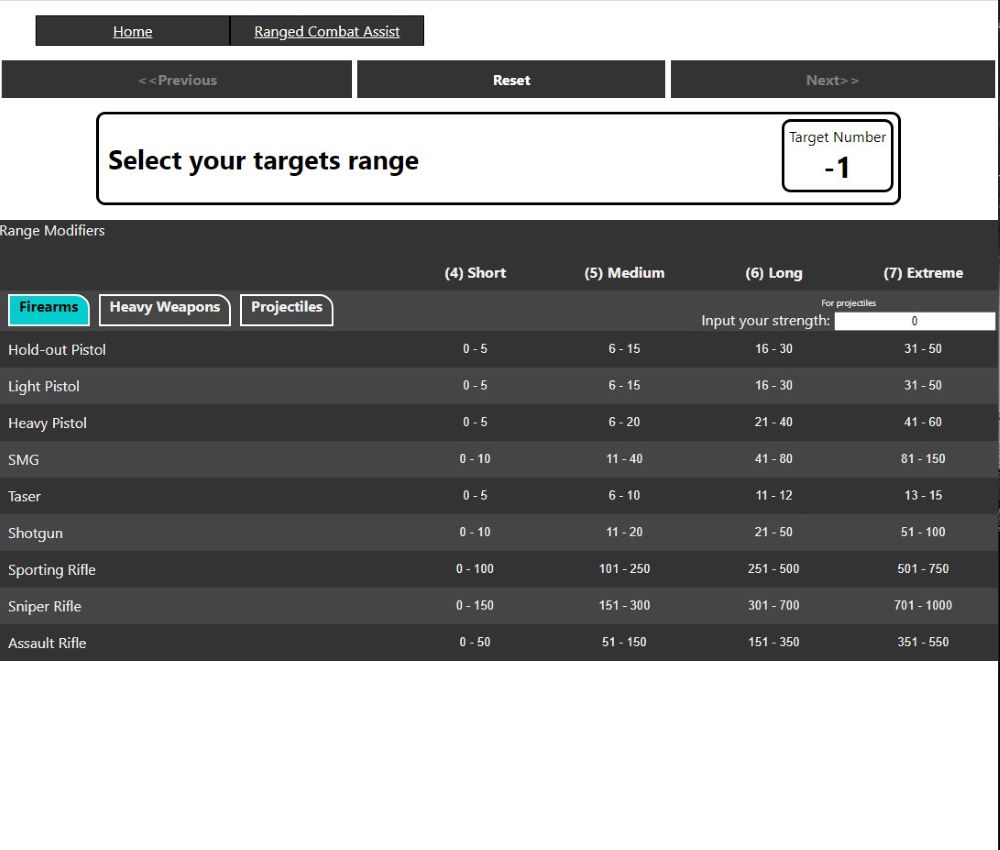 Home Ranged Combat Assist
<<Previous Reset Next>>
Select your targets range
Target Number
-1
Range Modifiers
(4) Short (5) Medium (6) Long (7) Extreme
Firearms Heavy Weapons Projectiles
For projectiles
Input your strength: 0
Hold-out Pistol 0 - 5 6 - 15 16 - 30 31 - 50
Light Pistol 0 - 5 6 - 15 16 - 30 31 - 50
Heavy Pistol 0 - 5 6 - 20 21 - 40 41 - 60
SMG 0 - 10 11 - 40 41 - 80 81 - 150
Taser 0 - 5 6 - 10 11 - 12 13 - 15
Shotgun 0 - 10 11 - 20 21 - 50 51 - 100
Sporting Rifle 0 - 100 101 - 250 251 - 500 501 - 750
Sniper Rifle 0 - 150 151 - 300 301 - 700 701 - 1000
Assault Rifle 0 - 50 51 - 150 151 - 350 351 - 550